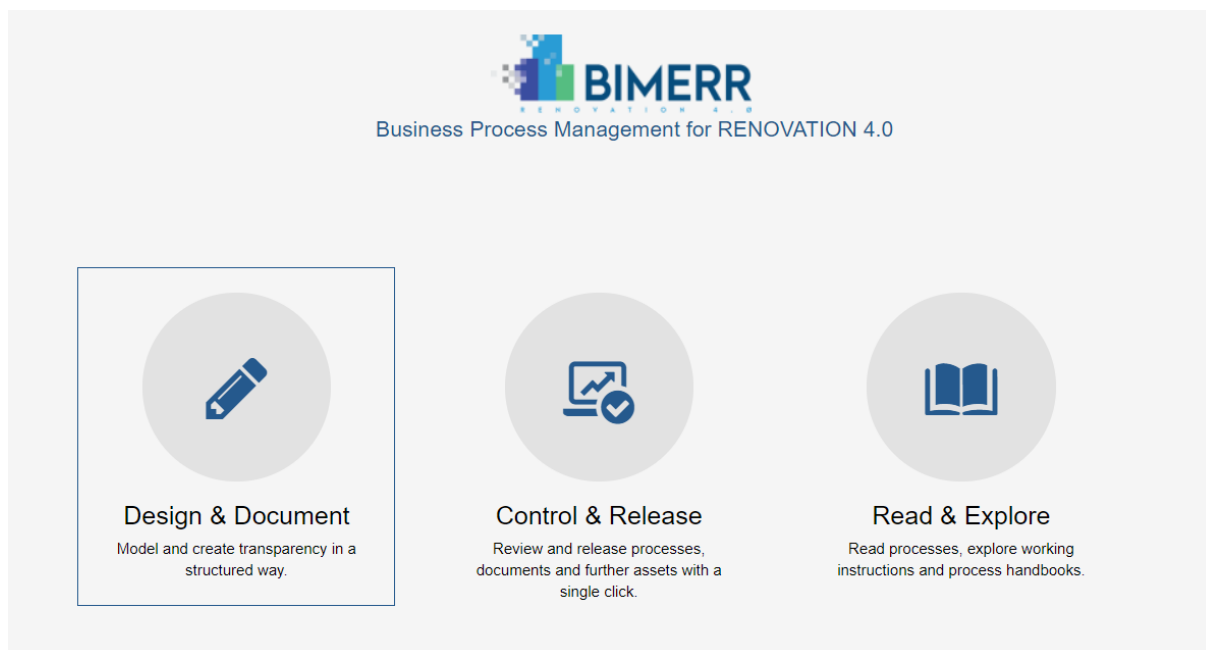 BIMERR
RENOVATION 4.0
Business Process Management for RENOVATION 4.0
Design & Document
Model and create transparency in a
structured way.
Control & Release
Review and release processes,
documents and further assets with a
single click.
Read & Explore
Read processes, explore working
instructions and process handbooks.